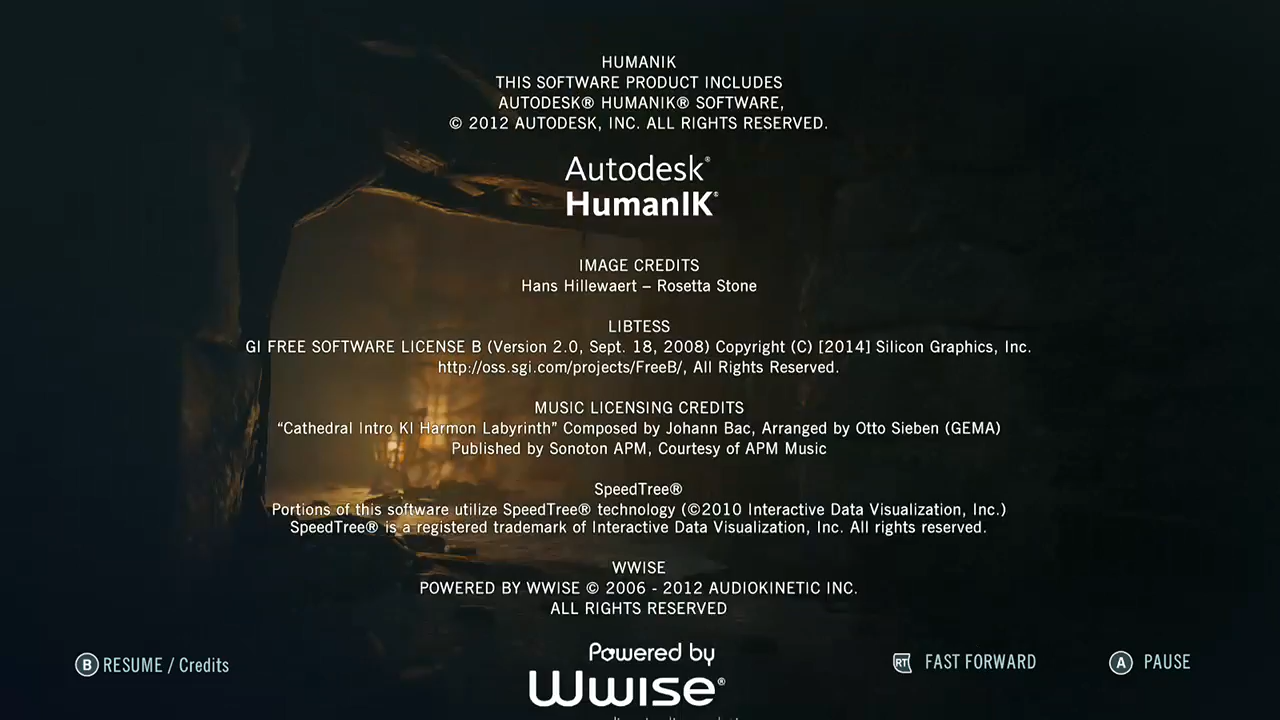 HUMANIK
THIS SOFTWARE PRODUCT INCLUDES
AUTODESK® HUMANIK® SOFTWARE,
© 2012 AUTODESK, INC. ALL RIGHTS RESERVED.
Autodesk®
HumanIK®
IMAGE CREDITS
Hans Hillewaert – Rosetta Stone
LIBTESS
GI FREE SOFTWARE LICENSE B (Version 2.0, Sept. 18, 2008) Copyright (C) [2014] Silicon Graphics, Inc.
http://oss.sgi.com/projects/FreeB/, All Rights Reserved.
MUSIC LICENSING CREDITS
“Cathedral Intro KI Harmon Labyrinth” Composed by Johann Bac, Arranged by Otto Sieben (GEMA)
Published by Sonoton APM, Courtesy of APM Music
SpeedTree®
Portions of this software utilize SpeedTree® technology (©2010 Interactive Data Visualization, Inc.)
SpeedTree® is a registered trademark of Interactive Data Visualization, Inc. All rights reserved.
WWISE
POWERED BY WWISE © 2006 - 2012 AUDIOKINETIC INC.
ALL RIGHTS RESERVED
Powered by
Wwise®
B RESUME / Credits
RT FAST FORWARD
A PAUSE